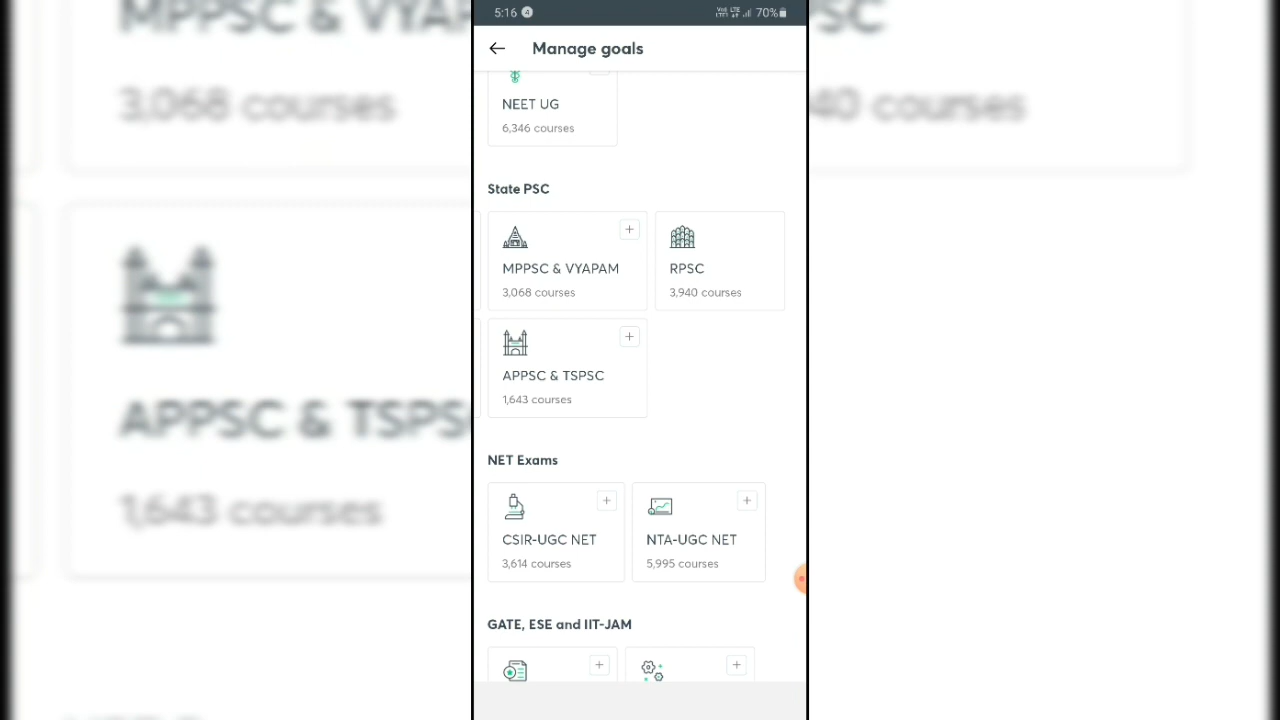 5:16 4 70%
Manage goals
NEET UG
6,346 courses
State PSC
MPPSC & VYAPAM
3,068 courses
RPSC
3,940 courses
APPSC & TSPSC
1,643 courses
NET Exams
CSIR-UGC NET
3,614 courses
NTA-UGC NET
5,995 courses
GATE, ESE and IIT-JAM